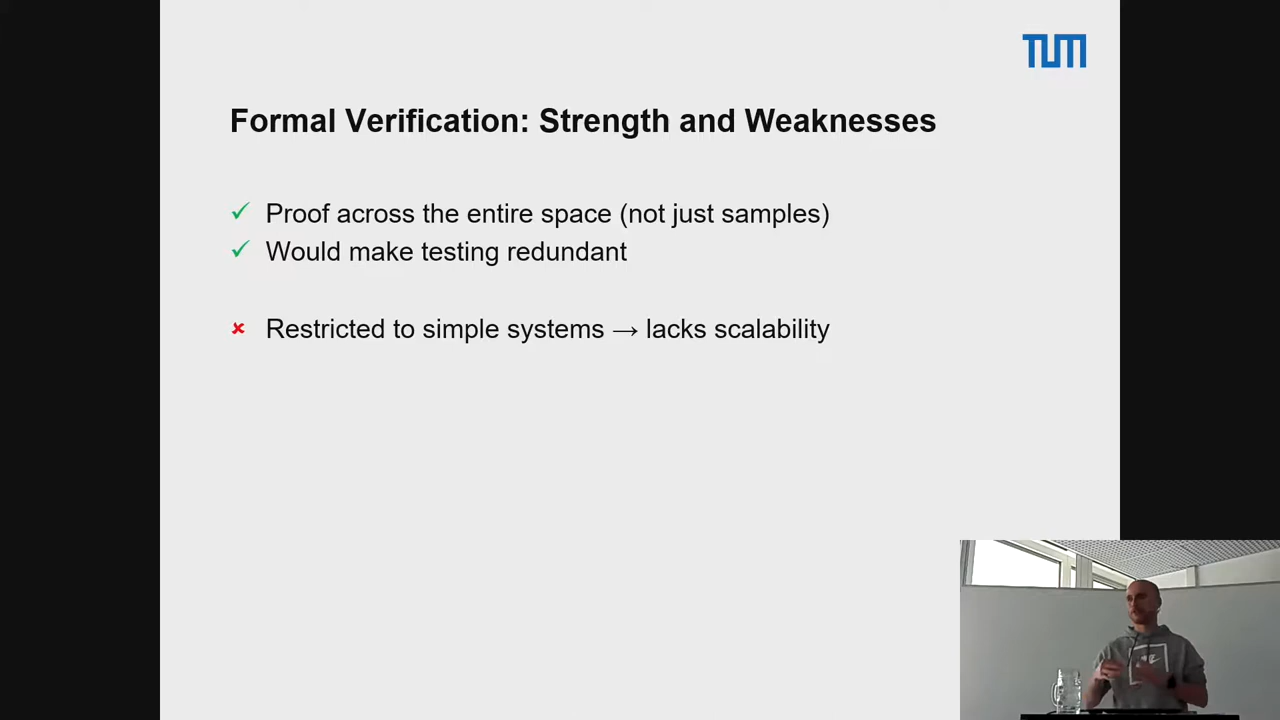 TUM
Formal Verification: Strength and Weaknesses
✓ Proof across the entire space (not just samples)
✓ Would make testing redundant
✗ Restricted to simple systems → lacks scalability